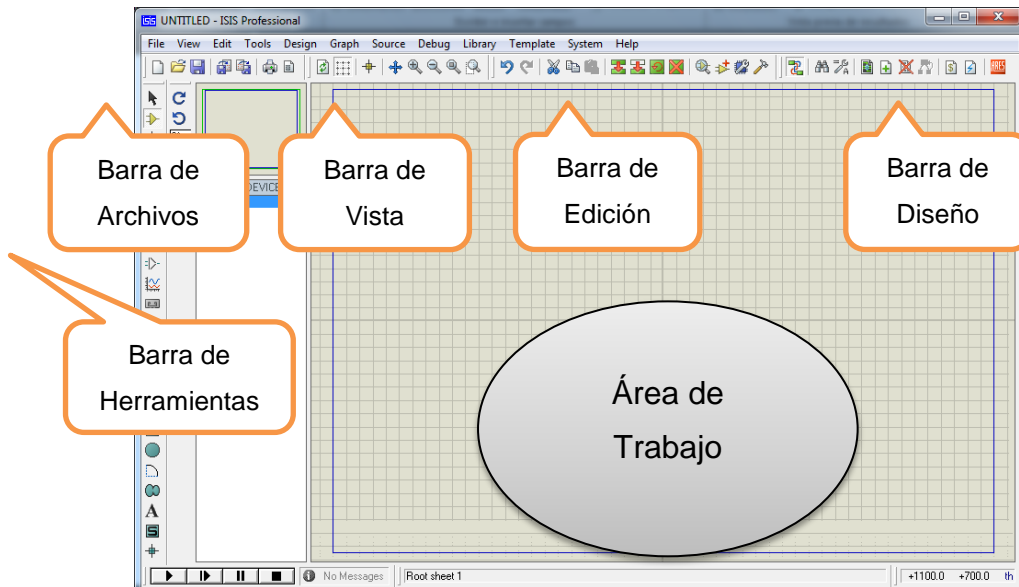 ISIS UNTITLED - ISIS Professional
File View Edit Tools Design Graph Source Debug Library Template System Help
Barra de
Archivos
Barra de
Vista
Barra de
Edición
Barra de
Diseño
DEVICE
Barra de
Herramientas
Área de
Trabajo
A
S
No Messages Root sheet 1 +1100.0 +700.0 th